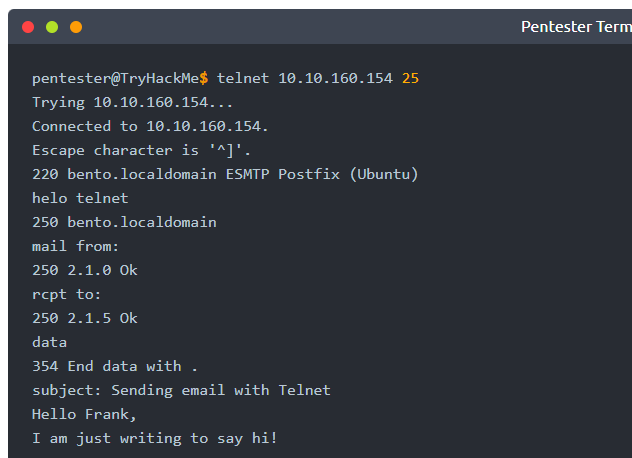 Pentester Term
pentester@TryHackMe$ telnet 10.10.160.154 25
Trying 10.10.160.154...
Connected to 10.10.160.154.
Escape character is '^]'.
220 bento.localdomain ESMTP Postfix (Ubuntu)
helo telnet
250 bento.localdomain
mail from:
250 2.1.0 Ok
rcpt to:
250 2.1.5 Ok
data
354 End data with .
subject: Sending email with Telnet
Hello Frank,
I am just writing to say hi!